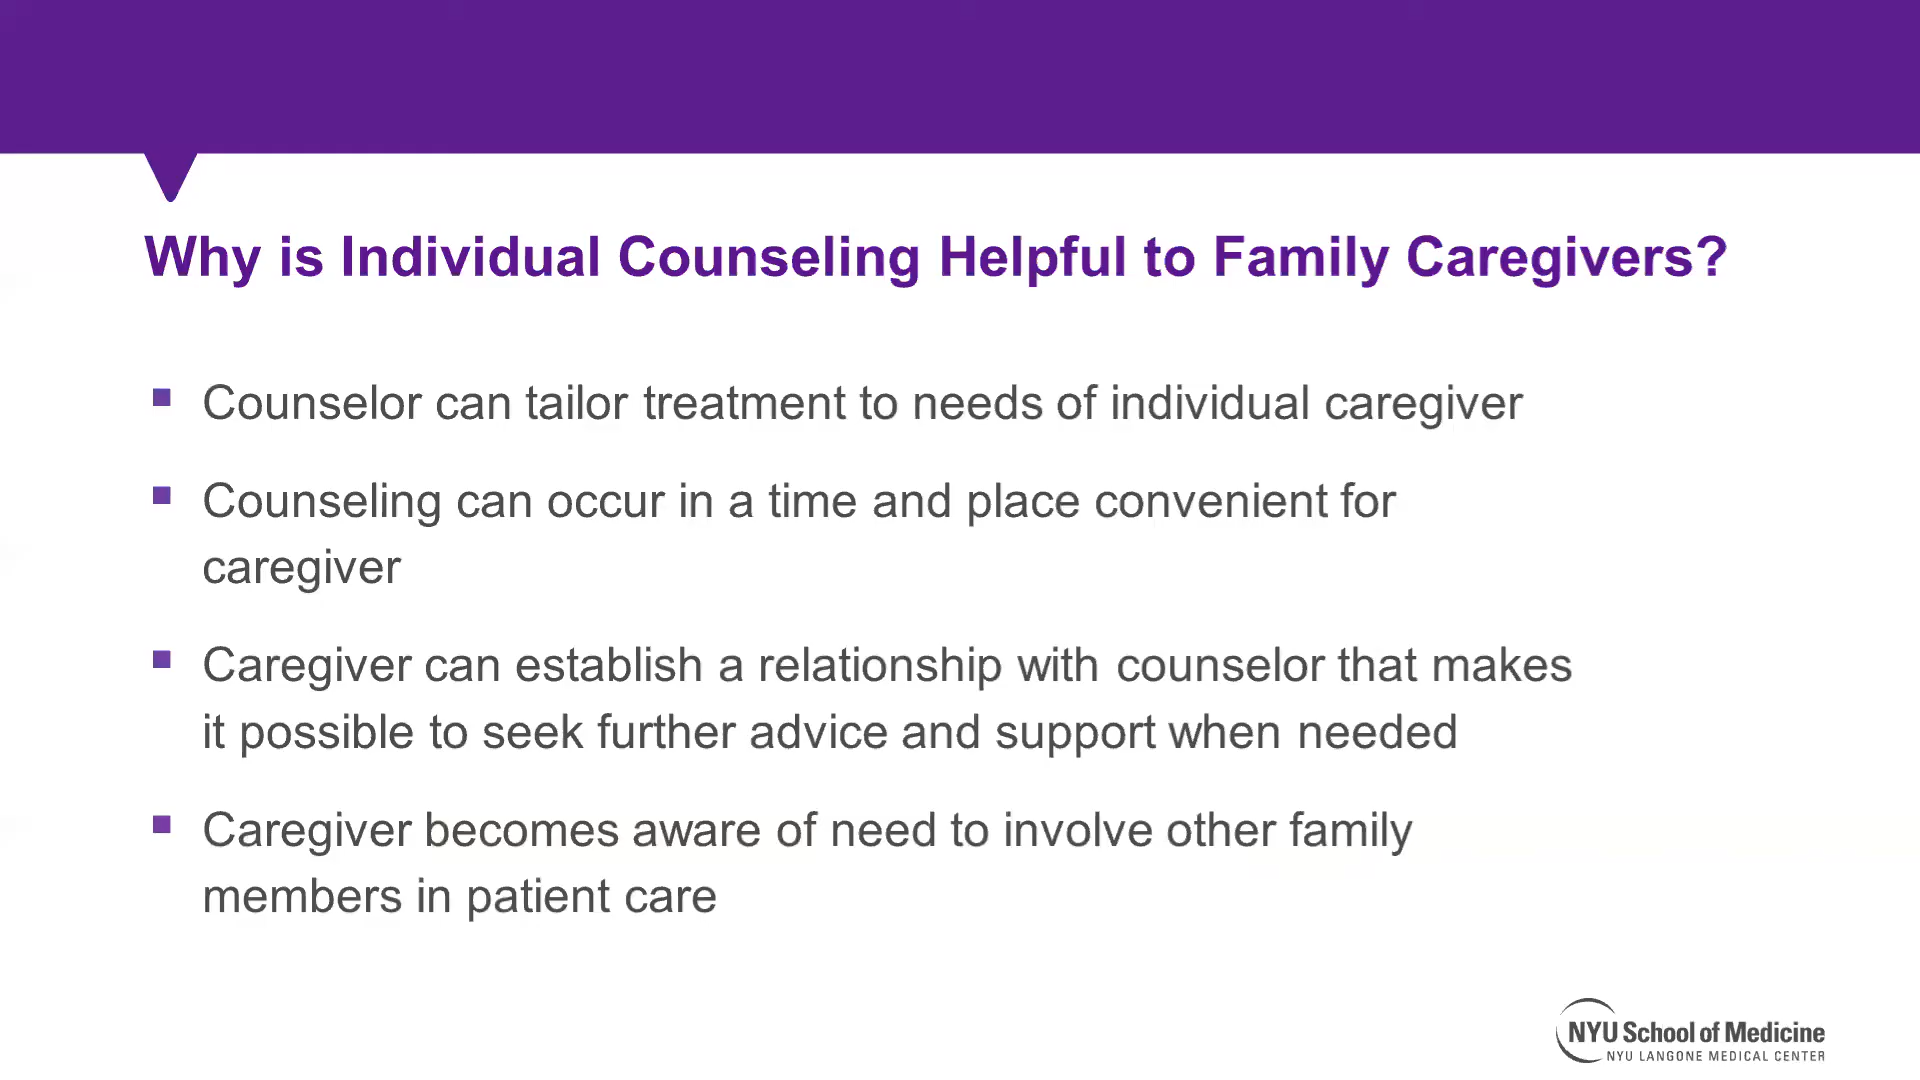 Why is Individual Counseling Helpful to Family Caregivers?
Counselor can tailor treatment to needs of individual caregiver
Counseling can occur in a time and place convenient for
caregiver
Caregiver can establish a relationship with counselor that makes
it possible to seek further advice and support when needed
Caregiver becomes aware of need to involve other family
members in patient care
NYU School of Medicine
NYU LANGONE MEDICAL CENTER